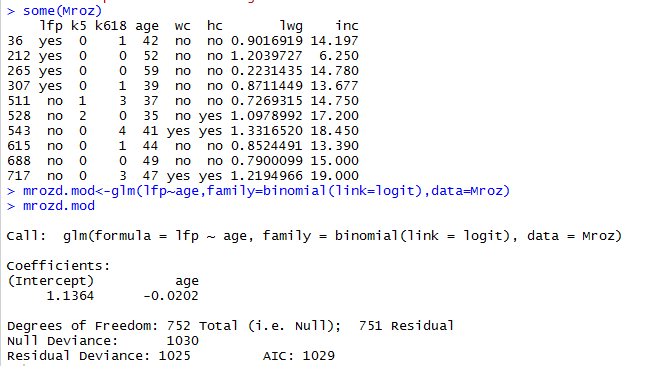 > some(Mroz)
    lfp k5 k618 age  wc  hc       lwg    inc
36  yes  0    1  42  no  no 0.9016919 14.197
212 yes  0    0  52  no  no 1.2039727  6.250
265 yes  0    0  59  no  no 0.2231435 14.780
307 yes  0    1  39  no  no 0.8711449 13.677
511  no  1    3  37  no  no 0.7269315 14.750
528  no  2    0  35  no yes 1.0978992 17.200
543  no  0    4  41 yes yes 1.3316520 18.450
615  no  0    1  44  no  no 0.8524491 13.390
688  no  0    0  49  no  no 0.7900099 15.000
717  no  0    3  47 yes yes 1.2194966 19.000
> mrozd.mod<-glm(lfp~age,family=binomial(link=logit),data=Mroz)
> mrozd.mod
Call:  glm(formula = lfp ~ age, family = binomial(link = logit), data = Mroz)
Coefficients:
(Intercept)          age
     1.1364      -0.0202
Degrees of Freedom: 752 Total (i.e. Null);  751 Residual
Null Deviance:      1030
Residual Deviance: 1025         AIC: 1029